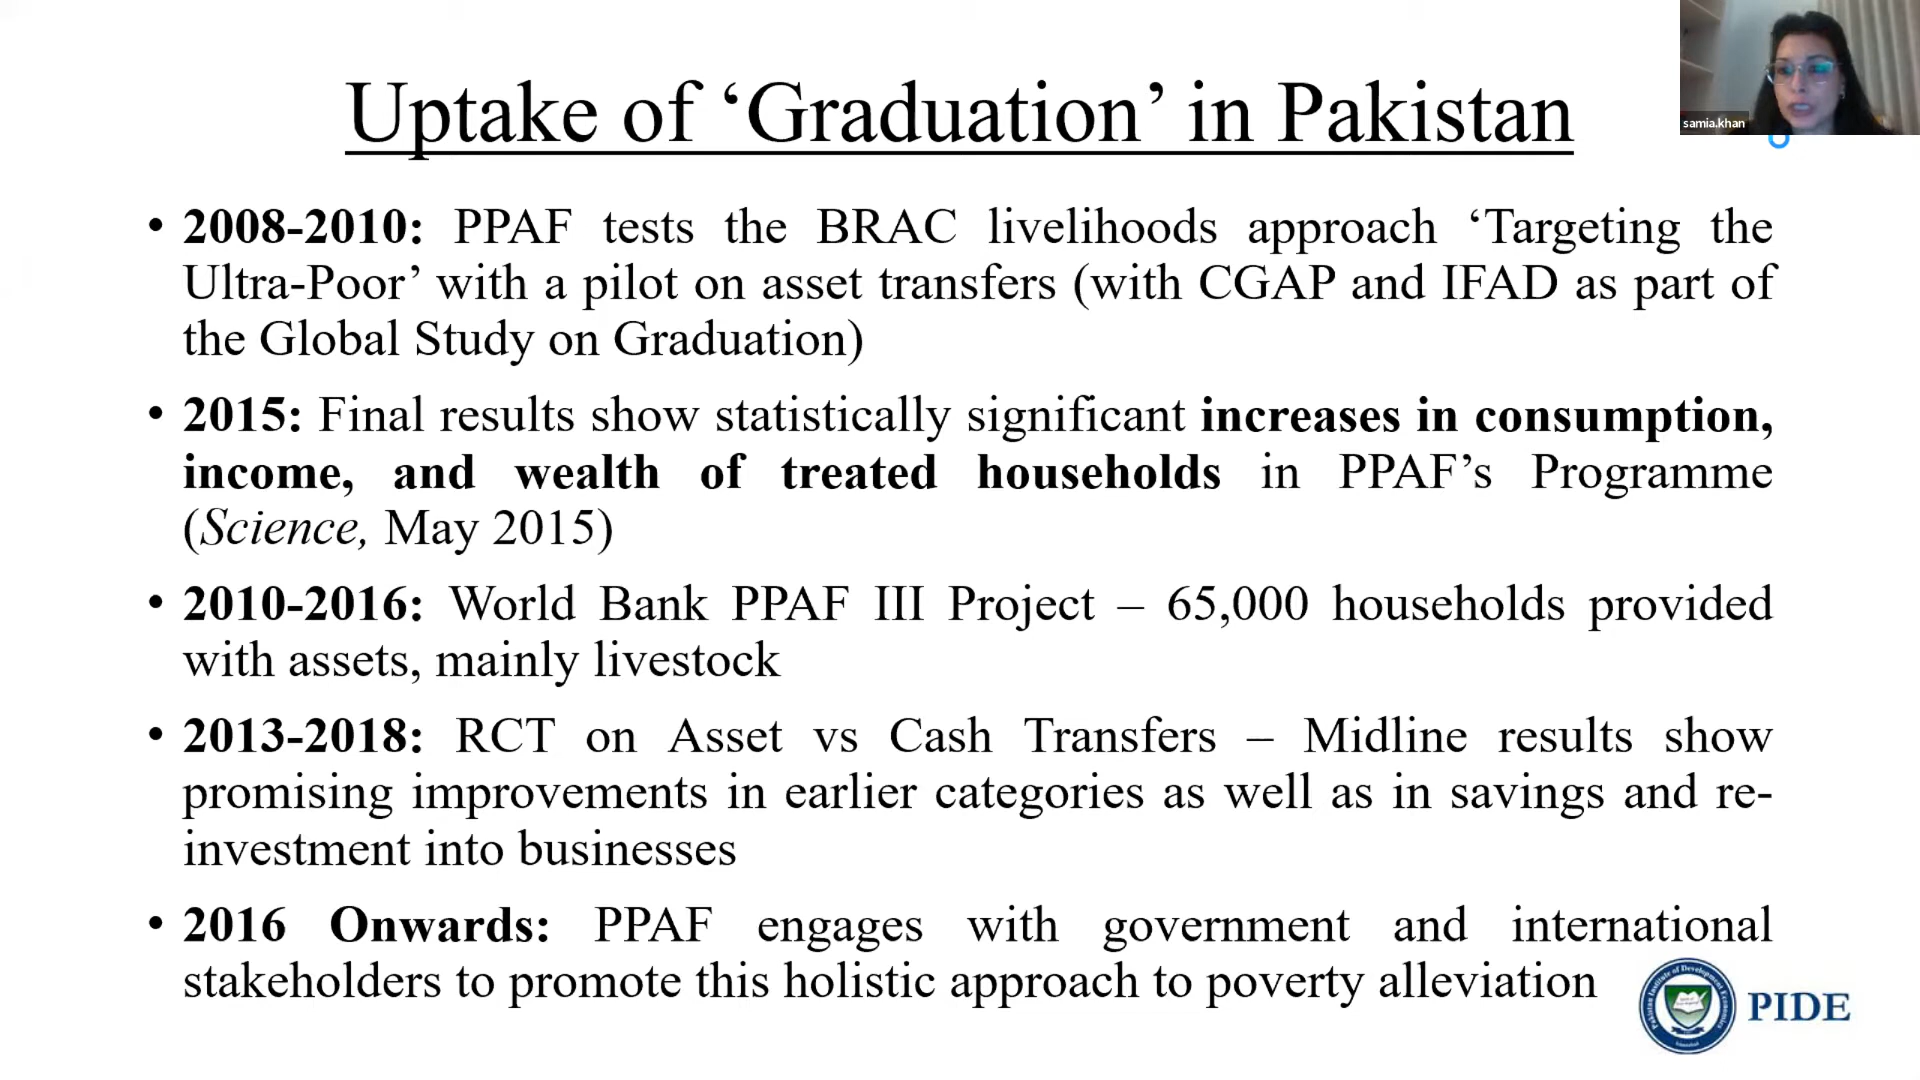 samia.khan
Uptake of ‘Graduation’ in Pakistan
• 2008-2010: PPAF tests the BRAC livelihoods approach ‘Targeting the
Ultra-Poor’ with a pilot on asset transfers (with CGAP and IFAD as part of
the Global Study on Graduation)
• 2015: Final results show statistically significant increases in consumption,
income, and wealth of treated households in PPAF’s Programme
(Science, May 2015)
• 2010-2016: World Bank PPAF III Project – 65,000 households provided
with assets, mainly livestock
• 2013-2018: RCT on Asset vs Cash Transfers – Midline results show
promising improvements in earlier categories as well as in savings and re-
investment into businesses
• 2016 Onwards: PPAF engages with government and international
stakeholders to promote this holistic approach to poverty alleviation
Pakistan Institute of Development Economics
Islamabad
PIDE